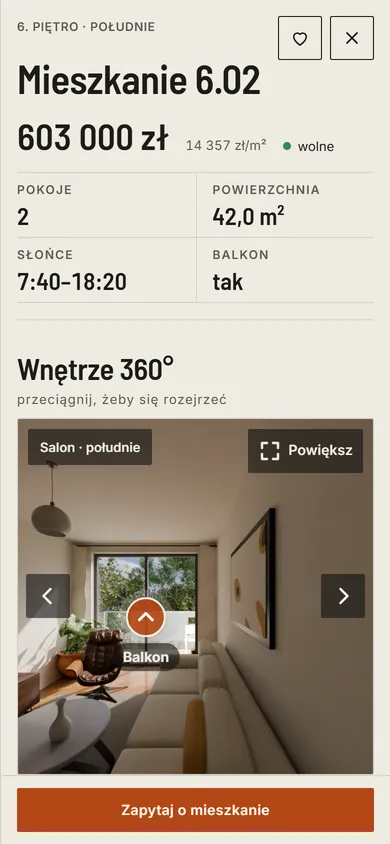 6. PIĘTRO · POŁUDNIE
Mieszkanie 6.02
603 000 zł 14 357 zł/m² wolne
POKOJE POWIERZCHNIA
2 42,0 m²
SŁOŃCE BALKON
7:40–18:20 tak
Wnętrze 360°
przeciągnij, żeby się rozejrzeć
Salon · południe Powiększ
Balkon
Zapytaj o mieszkanie